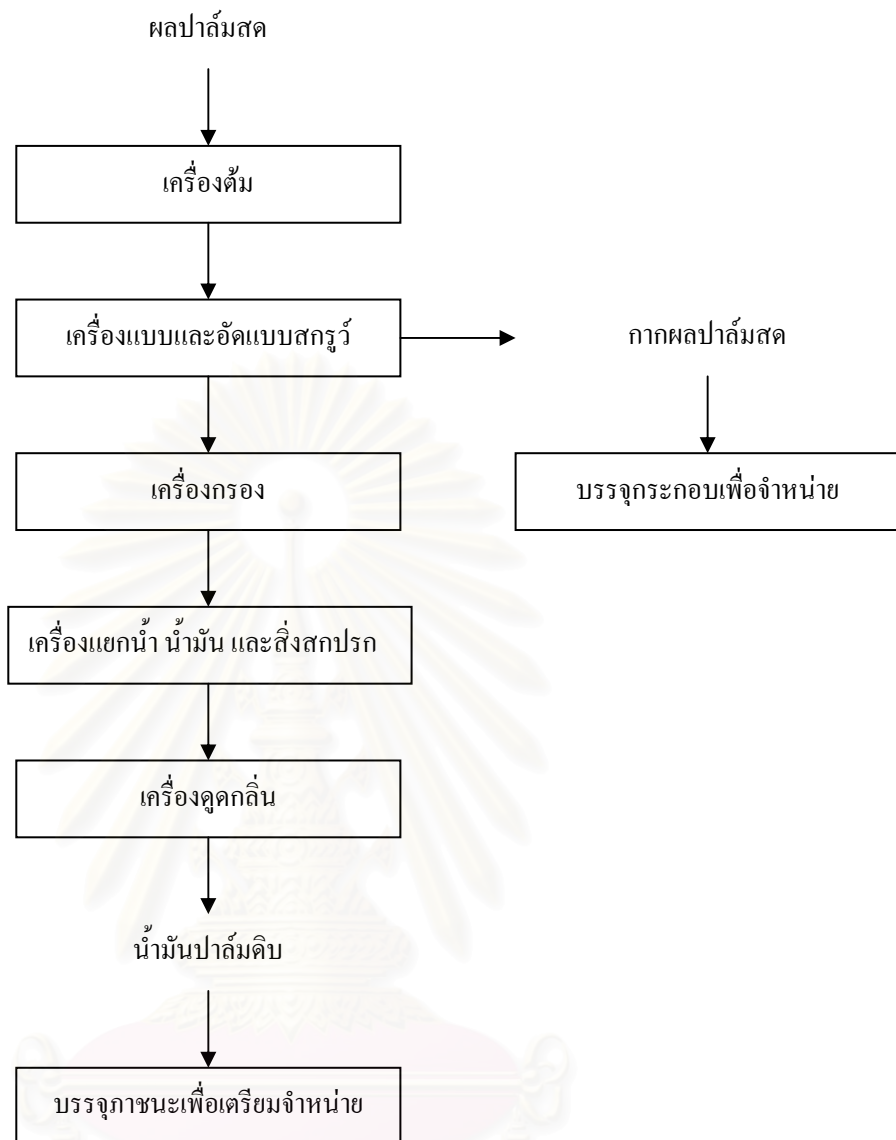 ผลปาล์มสด
เครื่องต้ม
เครื่องแบบและอัดแบบสกรูว์
กากผลปาล์มสด
เครื่องกรอง
บรรจุกระกอบเพื่อจำหน่าย
เครื่องแยกน้ำ น้ำมัน และสิ่งสกปรก
เครื่องดูดกลิ่น
น้ำมันปาล์มดิบ
บรรจุภาชนะเพื่อเตรียมจำหน่าย